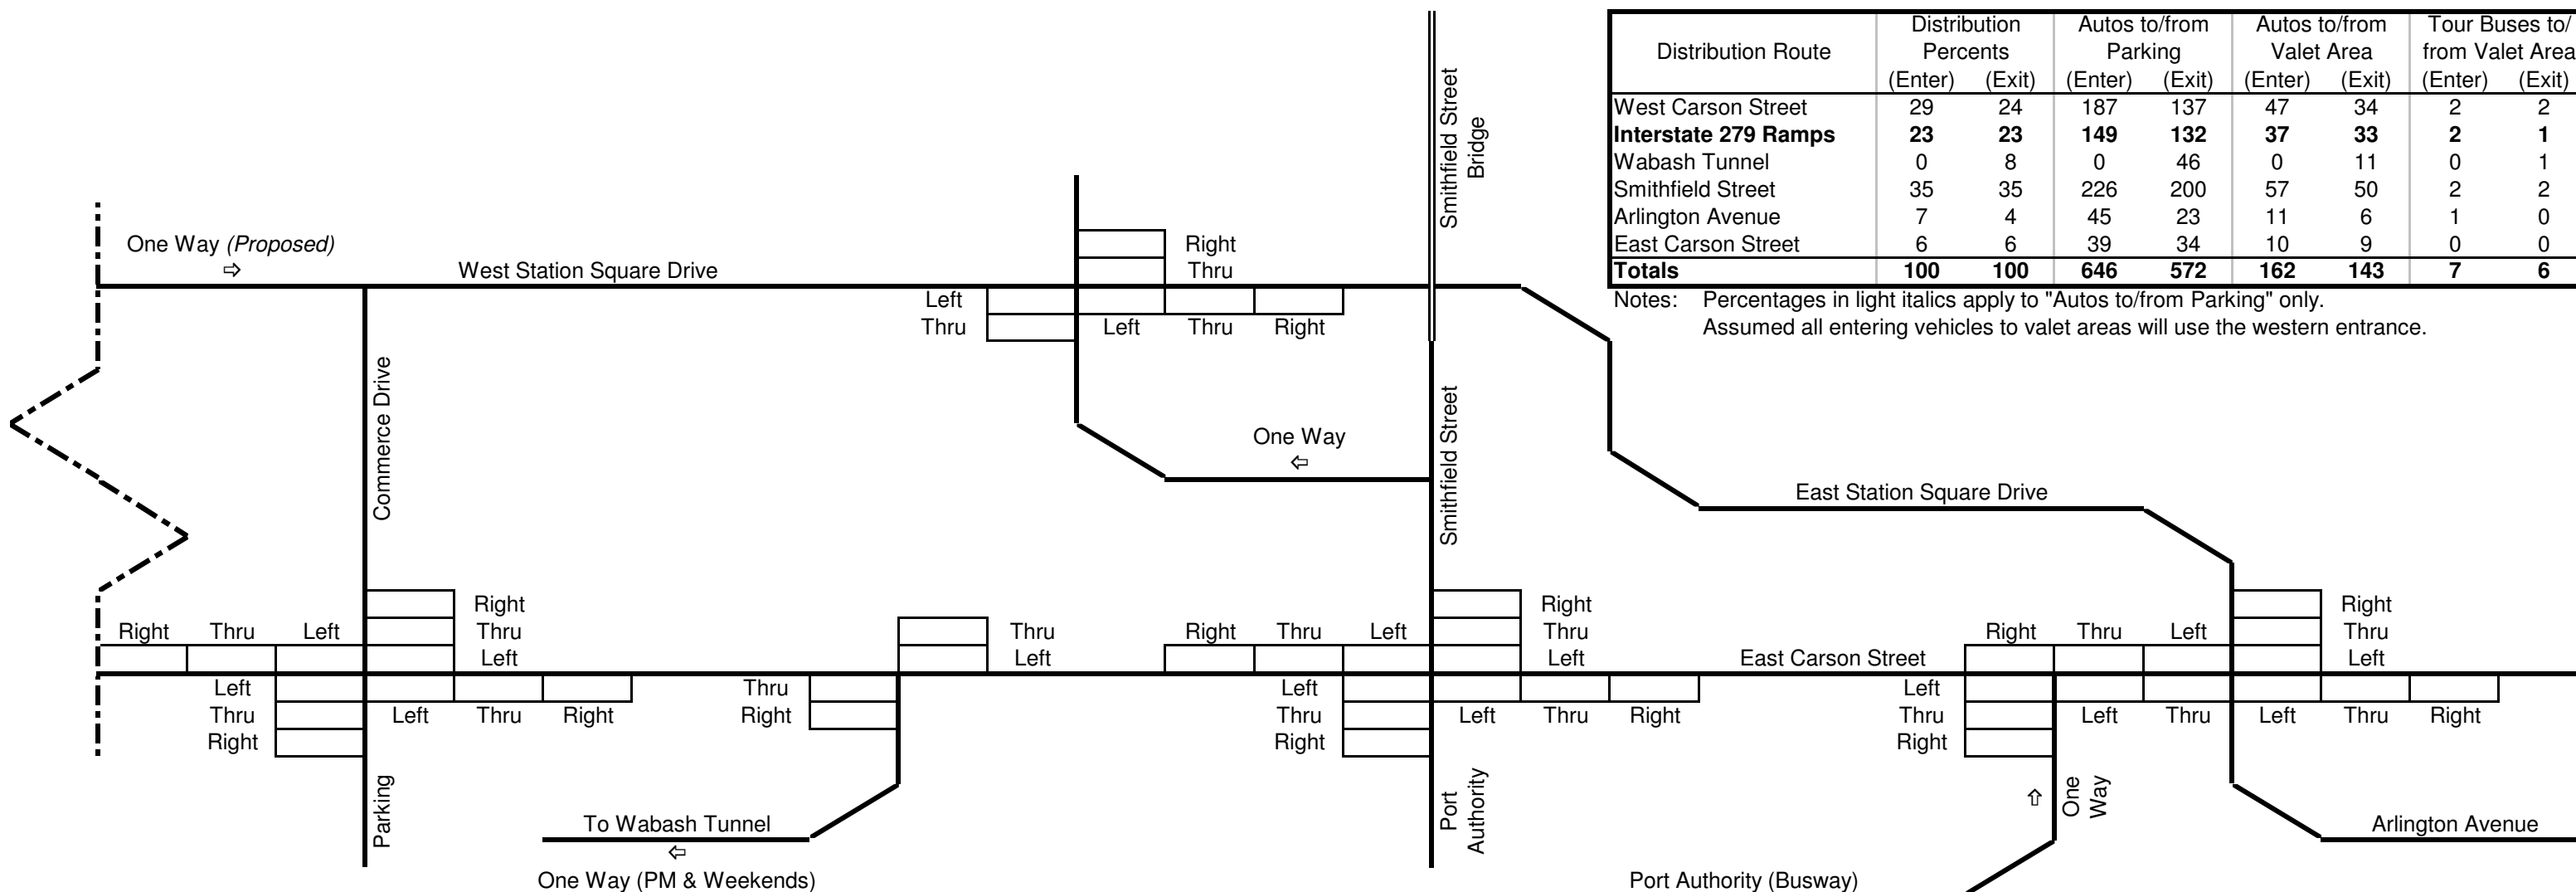 Distribution Route
Distribution Percents
Autos to/from Parking
Autos to/from Valet Area
Tour Buses to/from Valet Area
(Enter) (Exit) (Enter) (Exit) (Enter) (Exit) (Enter) (Exit)
West Carson Street 29 24 187 137 47 34 2 2
Interstate 279 Ramps 23 23 149 132 37 33 2 1
Wabash Tunnel 0 8 0 46 0 11 0 1
Smithfield Street 35 35 226 200 57 50 2 2
Arlington Avenue 7 4 45 23 11 6 1 0
East Carson Street 6 6 39 34 10 9 0 0
Totals 100 100 646 572 162 143 7 6
Notes: Percentages in light italics apply to "Autos to/from Parking" only.
Assumed all entering vehicles to valet areas will use the western entrance.
Smithfield Street
Bridge
One Way (Proposed)
⇨
West Station Square Drive
Right
Thru
Left
Thru
Left Thru Right
Commerce Drive
One Way
⇦
Smithfield Street
East Station Square Drive
Right Thru Left
Right
Thru
Left
Left
Thru
Right
Left Thru Right
Thru
Left
Thru
Right
Right Thru Left
Right
Thru
Left
Left
Thru
Right
Left Thru Right
East Carson Street
Right Thru Left
Right
Thru
Left
Left
Thru
Right
Left Thru Left Thru Right
Parking
To Wabash Tunnel
⇦
One Way (PM & Weekends)
Port
Authority
⇧
One
Way
Arlington Avenue
Port Authority (Busway)